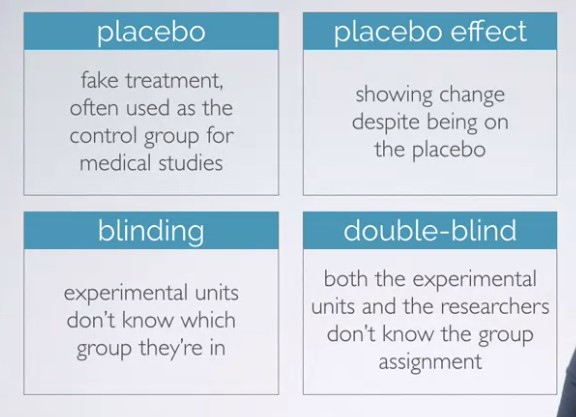 placebo
fake treatment,
often used as the
control group for
medical studies
placebo effect
showing change
despite being on
the placebo
blinding
experimental units
don't know which
group they're in
double-blind
both the experimental
units and the researchers
don't know the group
assignment